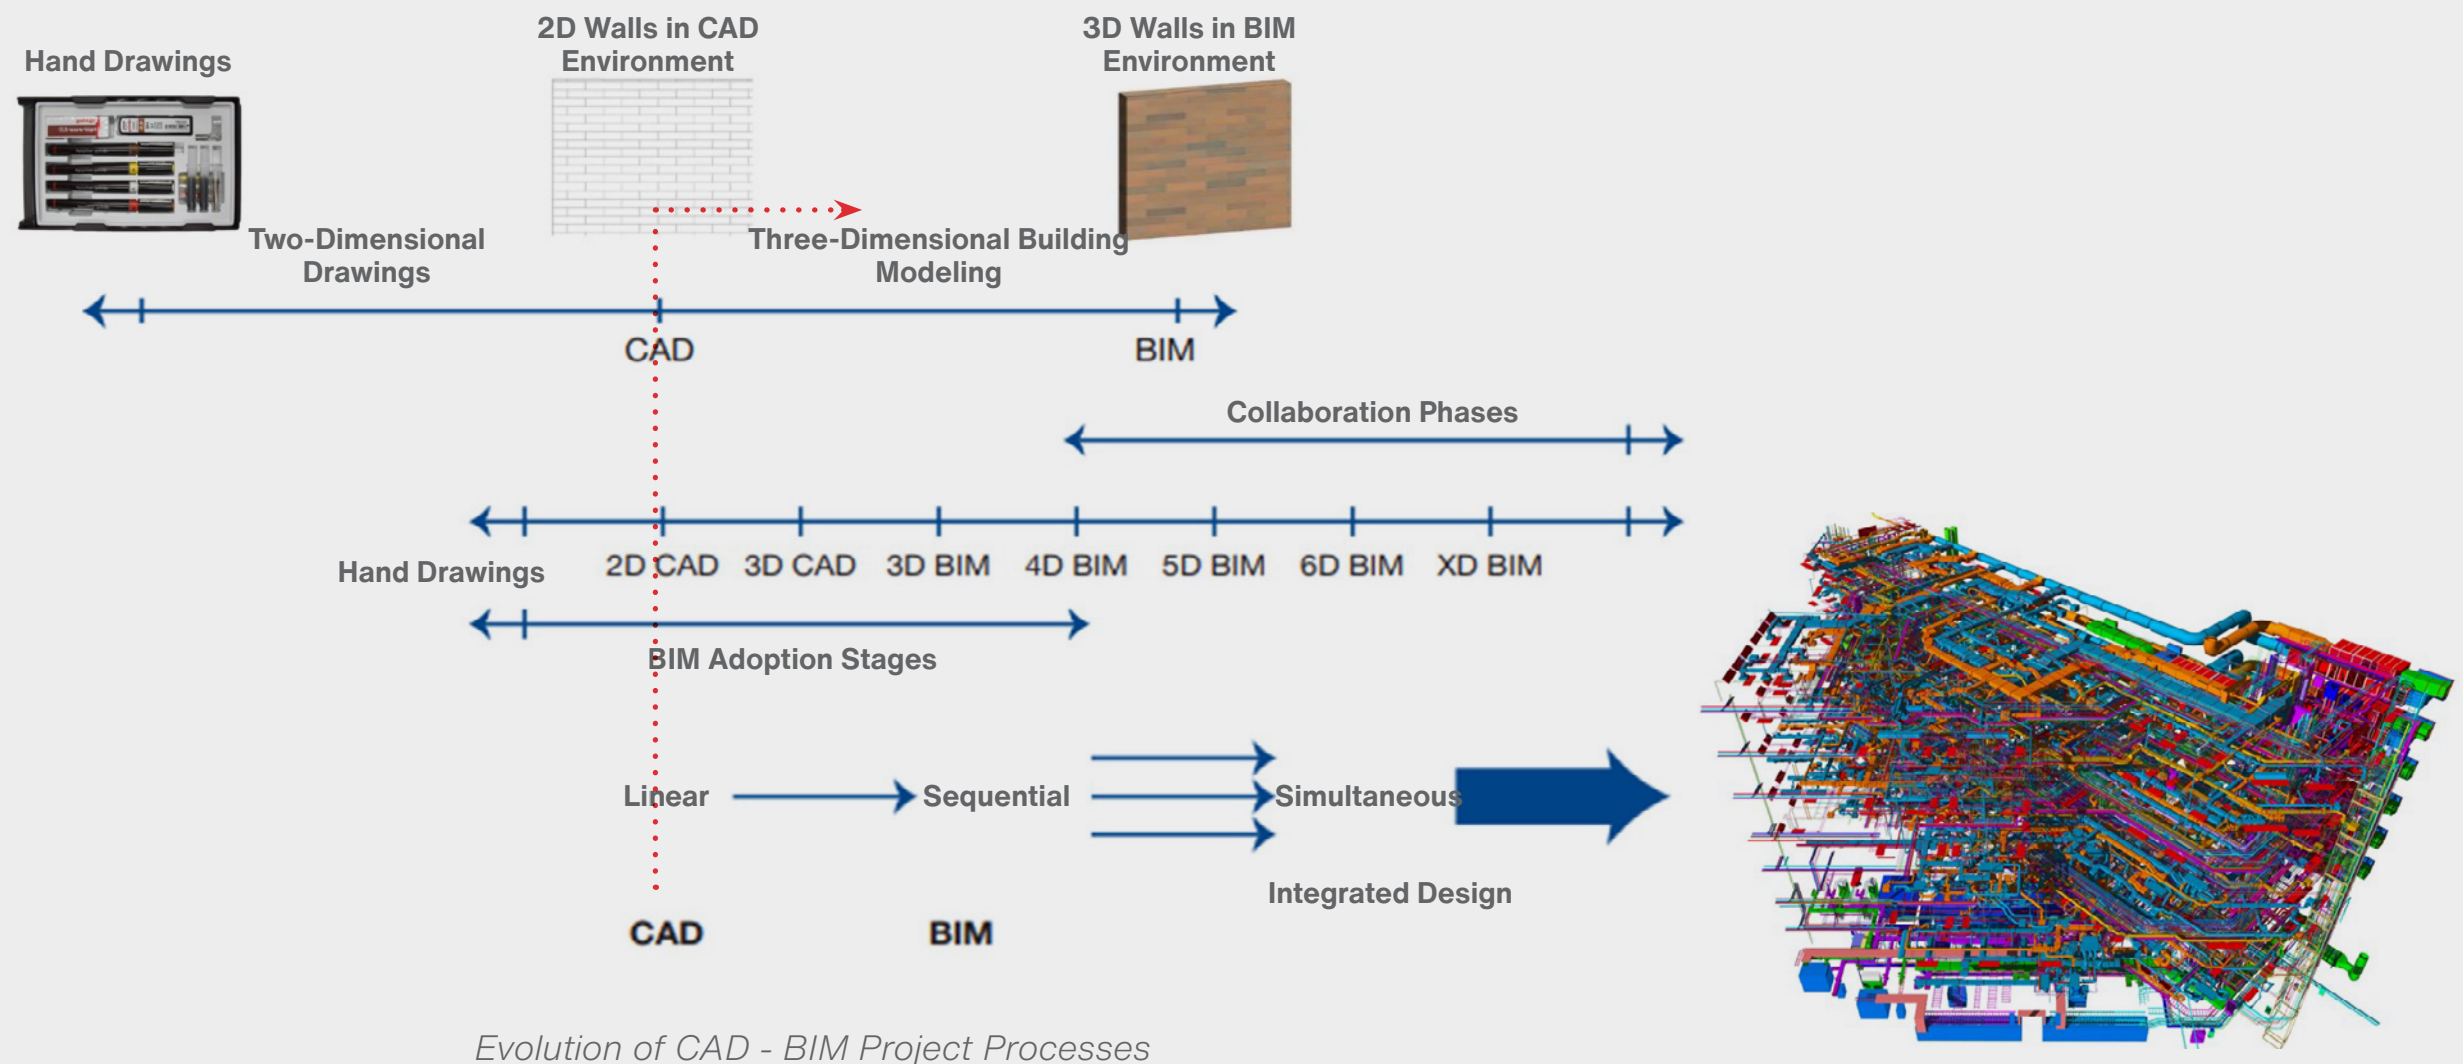 Hand Drawings
2D Walls in CAD
Environment
3D Walls in BIM
Environment
Two-Dimensional
Drawings
Three-Dimensional Building
Modeling
CAD
BIM
Collaboration Phases
Hand Drawings
2D CAD
3D CAD
3D BIM
4D BIM
5D BIM
6D BIM
XD BIM
BIM Adoption Stages
Linear
Sequential
Simultaneous
Integrated Design
CAD
BIM
Evolution of CAD - BIM Project Processes